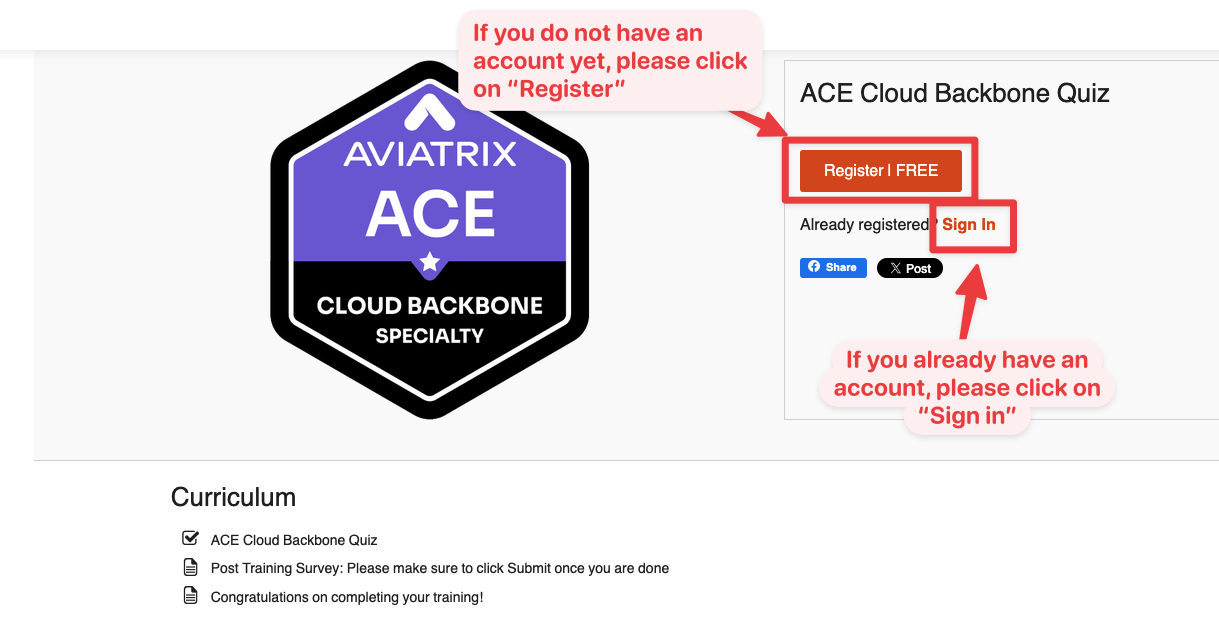 If you do not have an
account yet, please click
on “Register”
AVIATRIX
ACE
CLOUD BACKBONE
SPECIALTY
ACE Cloud Backbone Quiz
Register | FREE
Already registered? Sign In
Share
Post
If you already have an
account, please click on
“Sign in”
Curriculum
ACE Cloud Backbone Quiz
Post Training Survey: Please make sure to click Submit once you are done
Congratulations on completing your training!